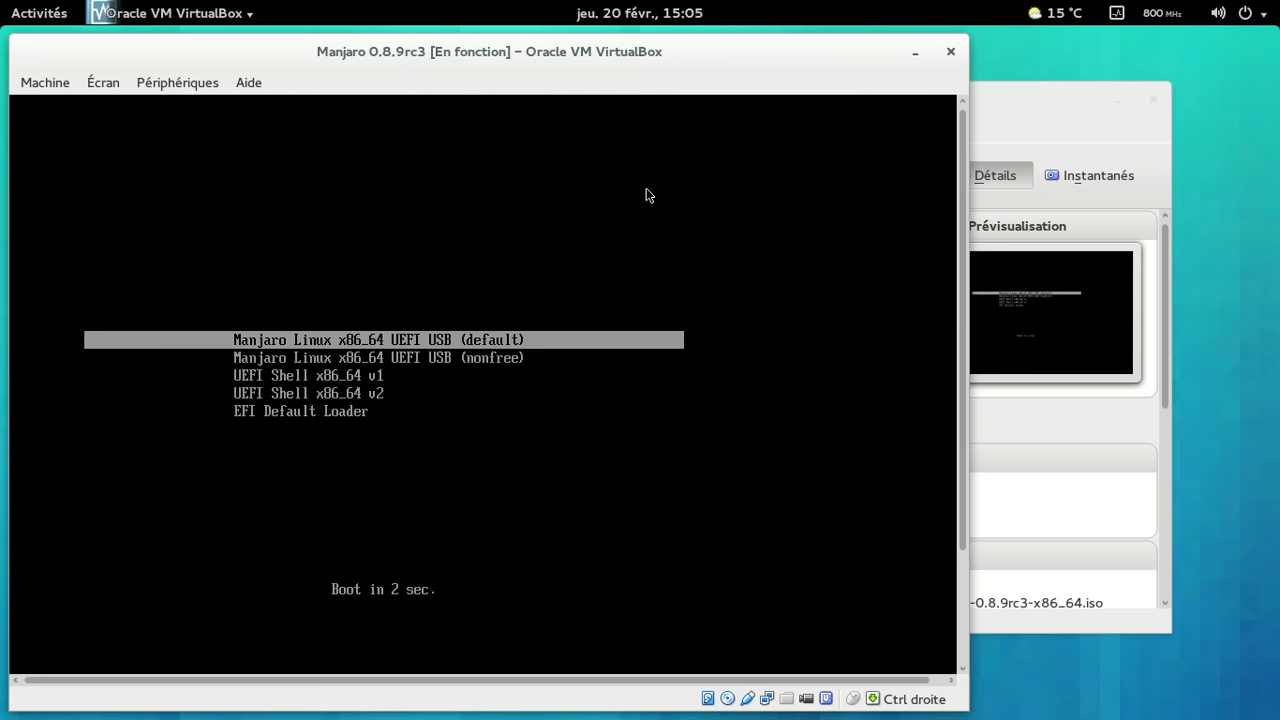 Activités
Oracle VM VirtualBox
jeu. 20 févr., 15:05
15 °C
800 MHz
Manjaro 0.8.9rc3 [En fonction] – Oracle VM VirtualBox
Machine Écran Périphériques Aide
Détails
Instantanés
Prévisualisation
Manjaro Linux x86_64 UEFI USB (default)
Manjaro Linux x86_64 UEFI USB (nonfree)
UEFI Shell x86_64 v1
UEFI Shell x86_64 v2
EFI Default Loader
Boot in 2 sec.
-0.8.9rc3-x86_64.iso
Ctrl droite